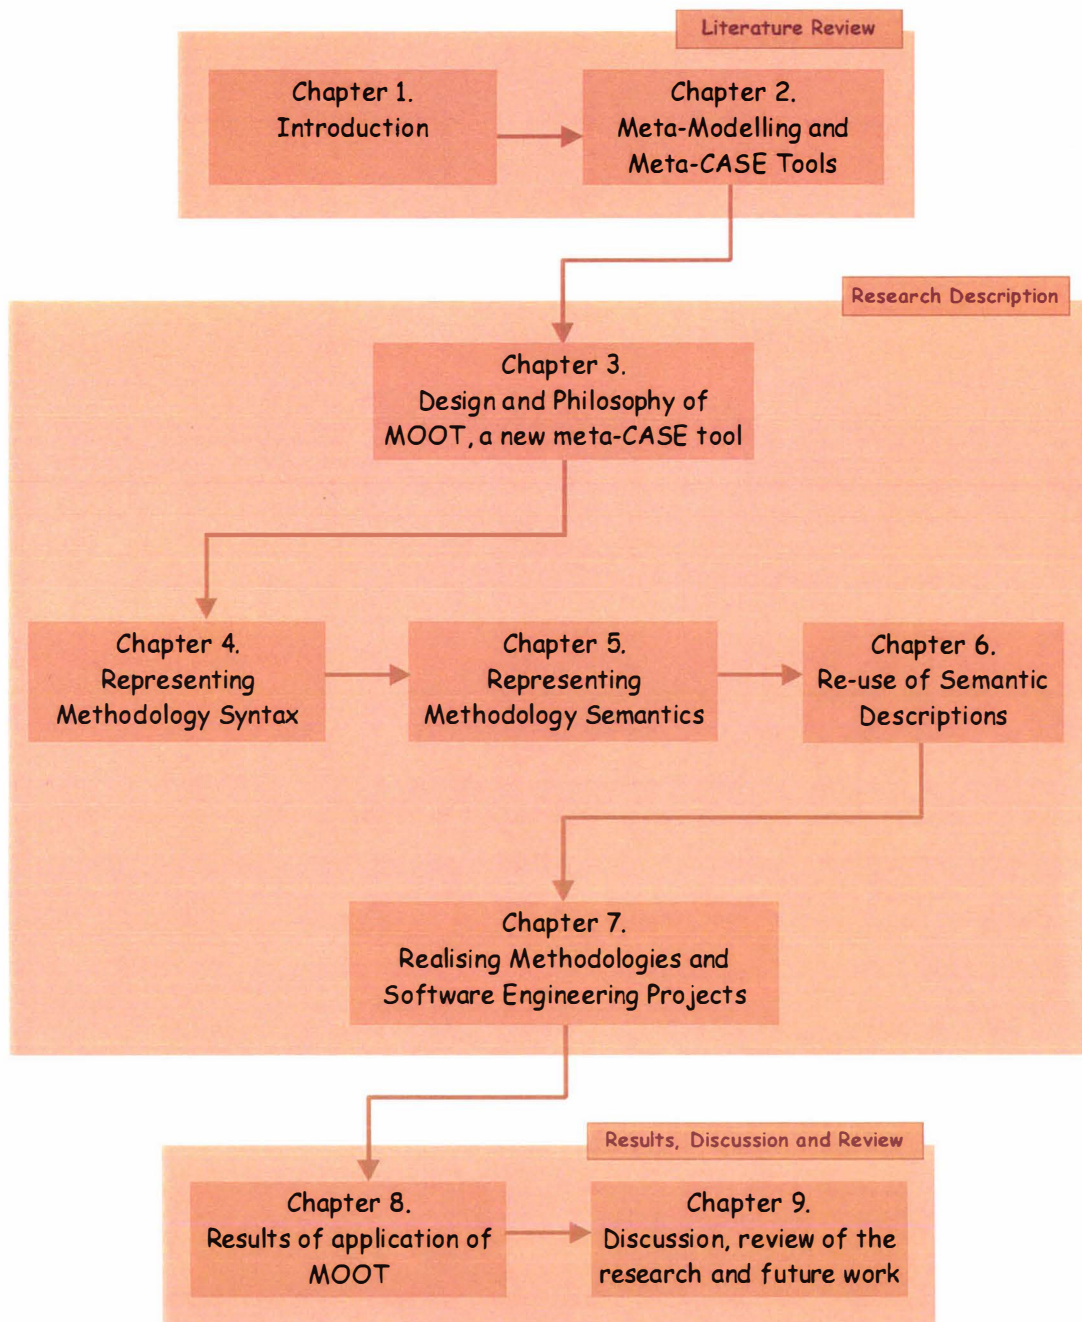 Literature Review
Chapter 1.
Introduction
Chapter 2.
Meta-Modelling and
Meta-CASE Tools
Research Description
Chapter 3.
Design and Philosophy of
MOOT, a new meta-CASE tool
Chapter 4.
Representing
Methodology Syntax
Chapter 5.
Representing
Methodology Semantics
Chapter 6.
Re-use of Semantic
Descriptions
Chapter 7.
Realising Methodologies and
Software Engineering Projects
Results, Discussion and Review
Chapter 8.
Results of application of
MOOT
Chapter 9.
Discussion, review of the
research and future work